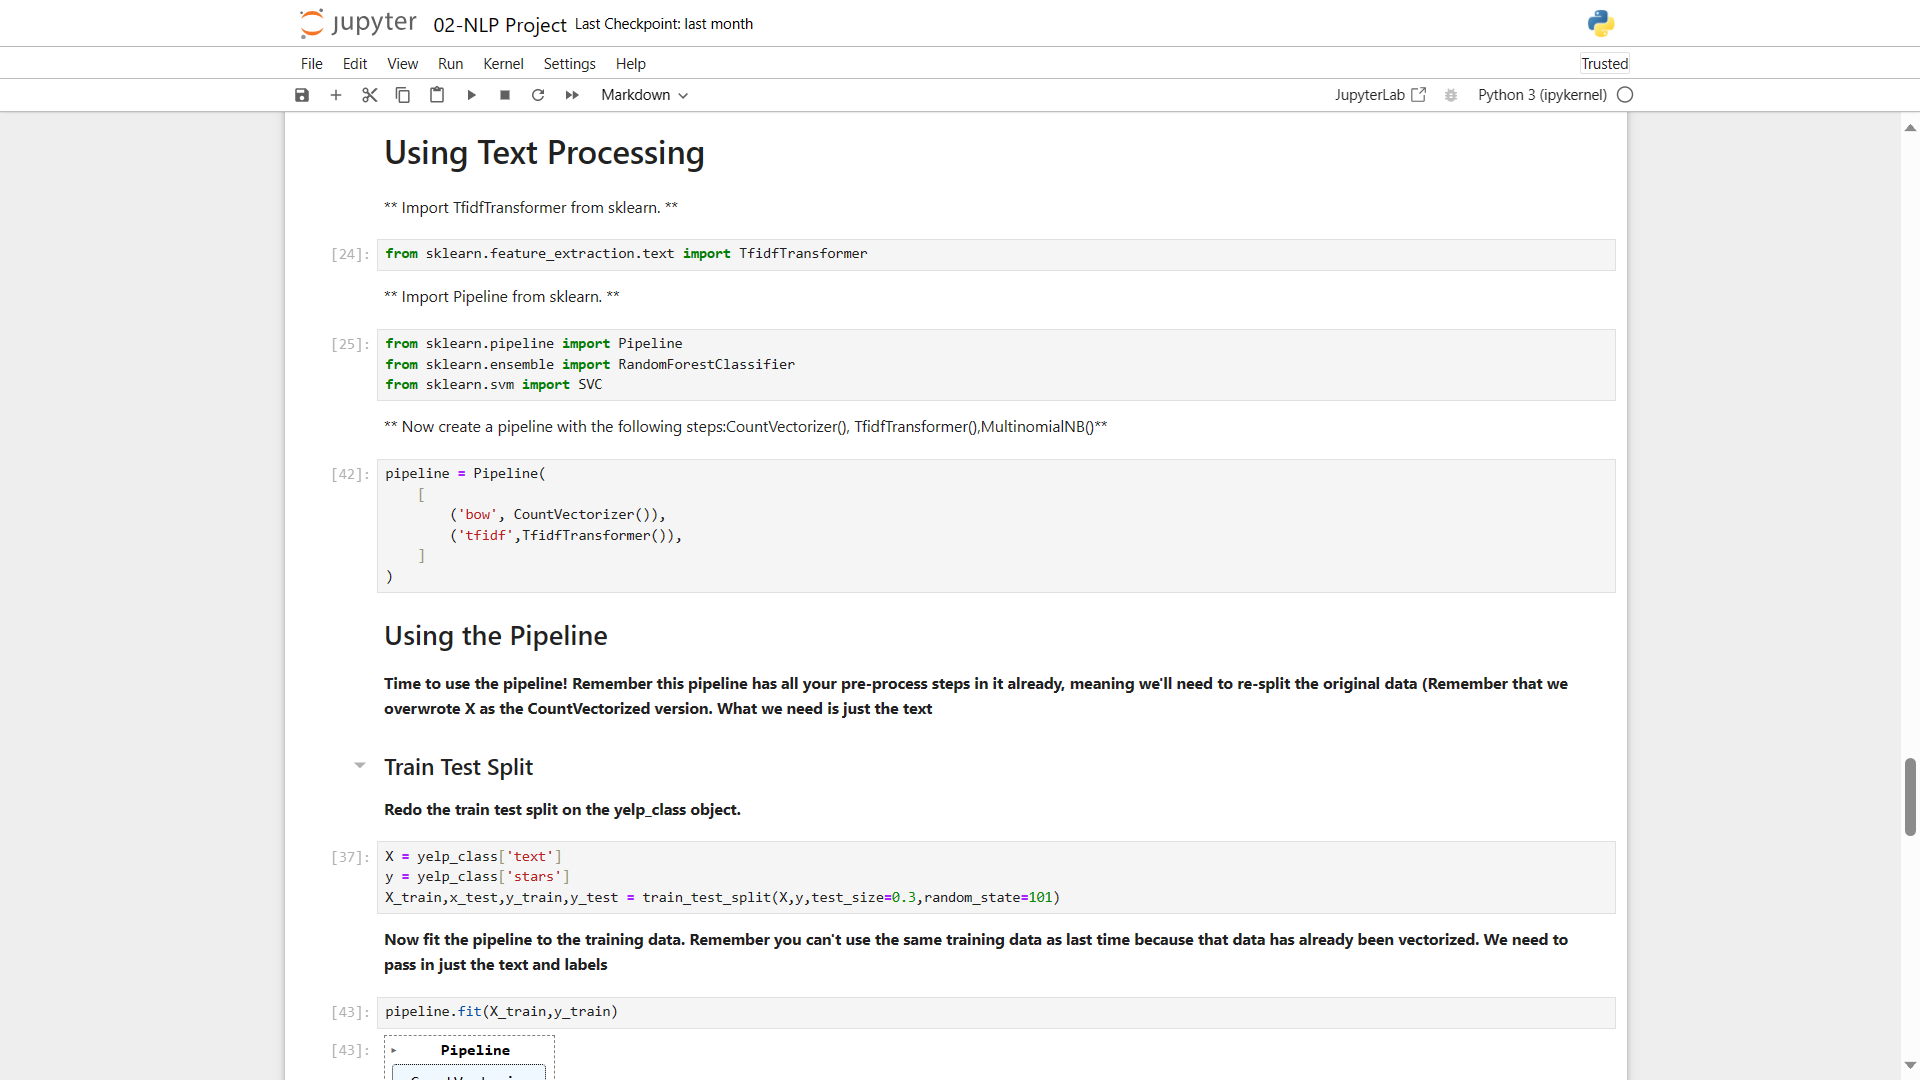 jupyter 02-NLP Project Last Checkpoint: last month
File Edit View Run Kernel Settings Help Trusted
Markdown JupyterLab Python 3 (ipykernel)
Using Text Processing
** Import TfidfTransformer from sklearn. **
[24]: from sklearn.feature_extraction.text import TfidfTransformer
** Import Pipeline from sklearn. **
[25]: from sklearn.pipeline import Pipeline
from sklearn.ensemble import RandomForestClassifier
from sklearn.svm import SVC
** Now create a pipeline with the following steps:CountVectorizer(), TfidfTransformer(),MultinomialNB()**
[42]: pipeline = Pipeline(
[
('bow', CountVectorizer()),
('tfidf',TfidfTransformer()),
]
)
Using the Pipeline
Time to use the pipeline! Remember this pipeline has all your pre-process steps in it already, meaning we'll need to re-split the original data (Remember that we
overwrote X as the CountVectorized version. What we need is just the text
Train Test Split
Redo the train test split on the yelp_class object.
[37]: X = yelp_class['text']
y = yelp_class['stars']
X_train,x_test,y_train,y_test = train_test_split(X,y,test_size=0.3,random_state=101)
Now fit the pipeline to the training data. Remember you can't use the same training data as last time because that data has already been vectorized. We need to
pass in just the text and labels
[43]: pipeline.fit(X_train,y_train)
[43]: Pipeline